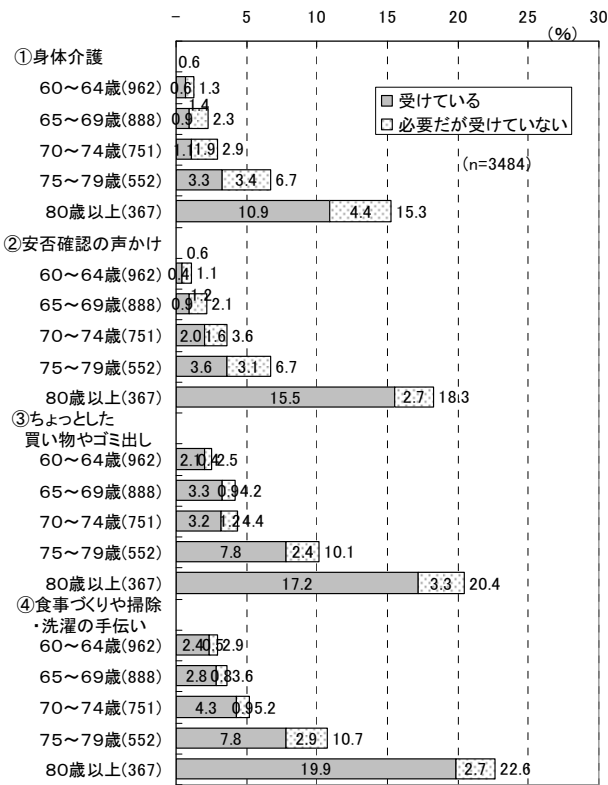 － 5 10 15 20 25 30
(%)
①身体介護
0.6
60～64歳(962) 0.6 1.3
1.4
65～69歳(888) 0.9 2.3
70～74歳(751) 1.1 1.9 2.9
75～79歳(552) 3.3 3.4 6.7
80歳以上(367) 10.9 4.4 15.3
受けている
必要だが受けていない
(n=3484)
②安否確認の声かけ
0.6
60～64歳(962) 0.4 1.1
1.2
65～69歳(888) 0.9 2.1
70～74歳(751) 2.0 1.6 3.6
75～79歳(552) 3.6 3.1 6.7
80歳以上(367) 15.5 2.7 18.3
③ちょっとした
買い物やゴミ出し
60～64歳(962) 2.1 0.4 2.5
65～69歳(888) 3.3 0.9 4.2
70～74歳(751) 3.2 1.2 4.4
75～79歳(552) 7.8 2.4 10.1
80歳以上(367) 17.2 3.3 20.4
④食事づくりや掃除
・洗濯の手伝い
60～64歳(962) 2.4 0.5 2.9
65～69歳(888) 2.8 0.8 3.6
70～74歳(751) 4.3 0.9 5.2
75～79歳(552) 7.8 2.9 10.7
80歳以上(367) 19.9 2.7 22.6